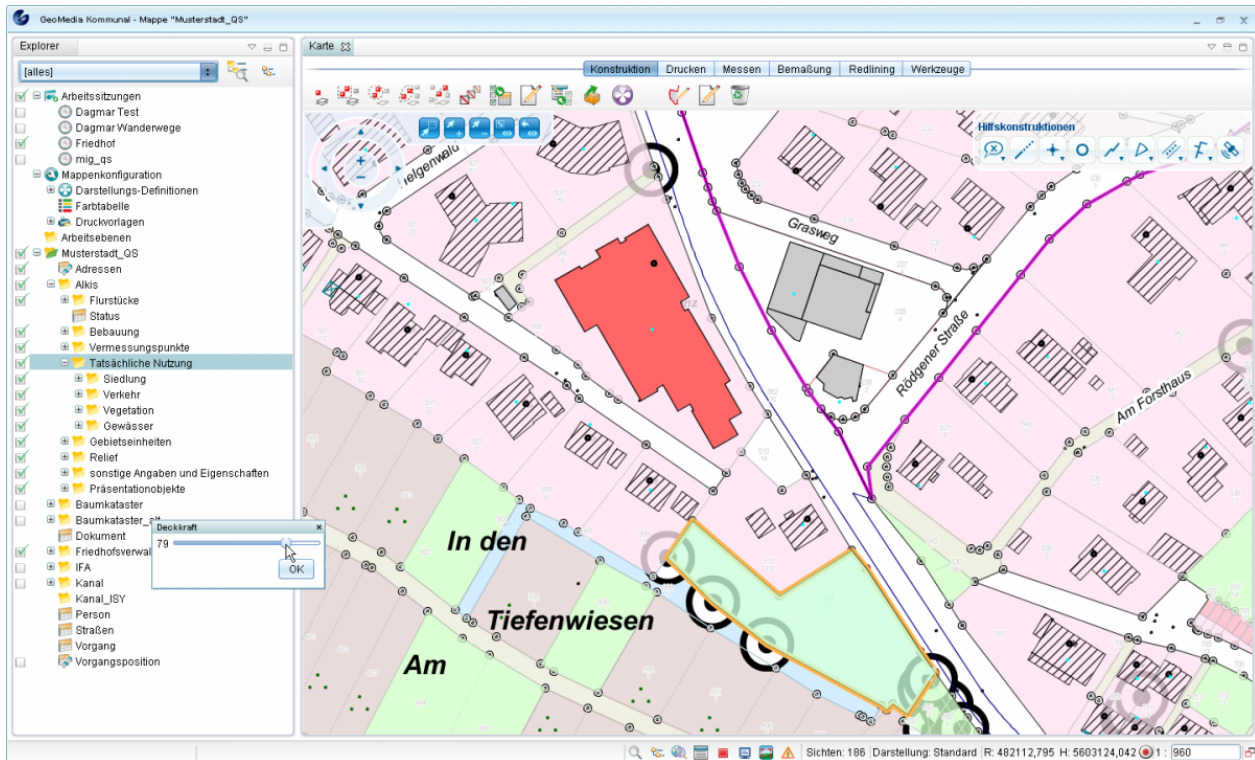 GeoMedia Kommunal - Mappe "Musterstadt_QS"
Explorer
[alles]
Arbeitssitzungen
Dagmar Test
Dagmar Wanderwege
Friedhof
mig_qs
Mappenkonfiguration
Darstellungs-Definitionen
Farbtabelle
Druckvorlagen
Arbeitsebenen
Musterstadt_QS
Adressen
Alkis
Flurstücke
Status
Bebauung
Vermessungspunkte
Tatsächliche Nutzung
Siedlung
Verkehr
Vegetation
Gewässer
Gebietseinheiten
Relief
sonstige Angaben und Eigenschaften
Präsentationobjekte
Baumkataster
Baumkataster_alt
Dokument
Friedhofsverwal
IFA
Kanal
Kanal_ISY
Person
Straßen
Vorgang
Vorgangsposition
Deckkraft
79
OK
Karte
Konstruktion Drucken Messen Bemaßung Redlining Werkzeuge
Hilfskonstruktionen
Grasweg
Rödgener Straße
Am Forsthaus
In den
Tiefenwiesen
Am
Sichten: 186 Darstellung: Standard R: 482112,795 H: 5603124,042 1 : 960